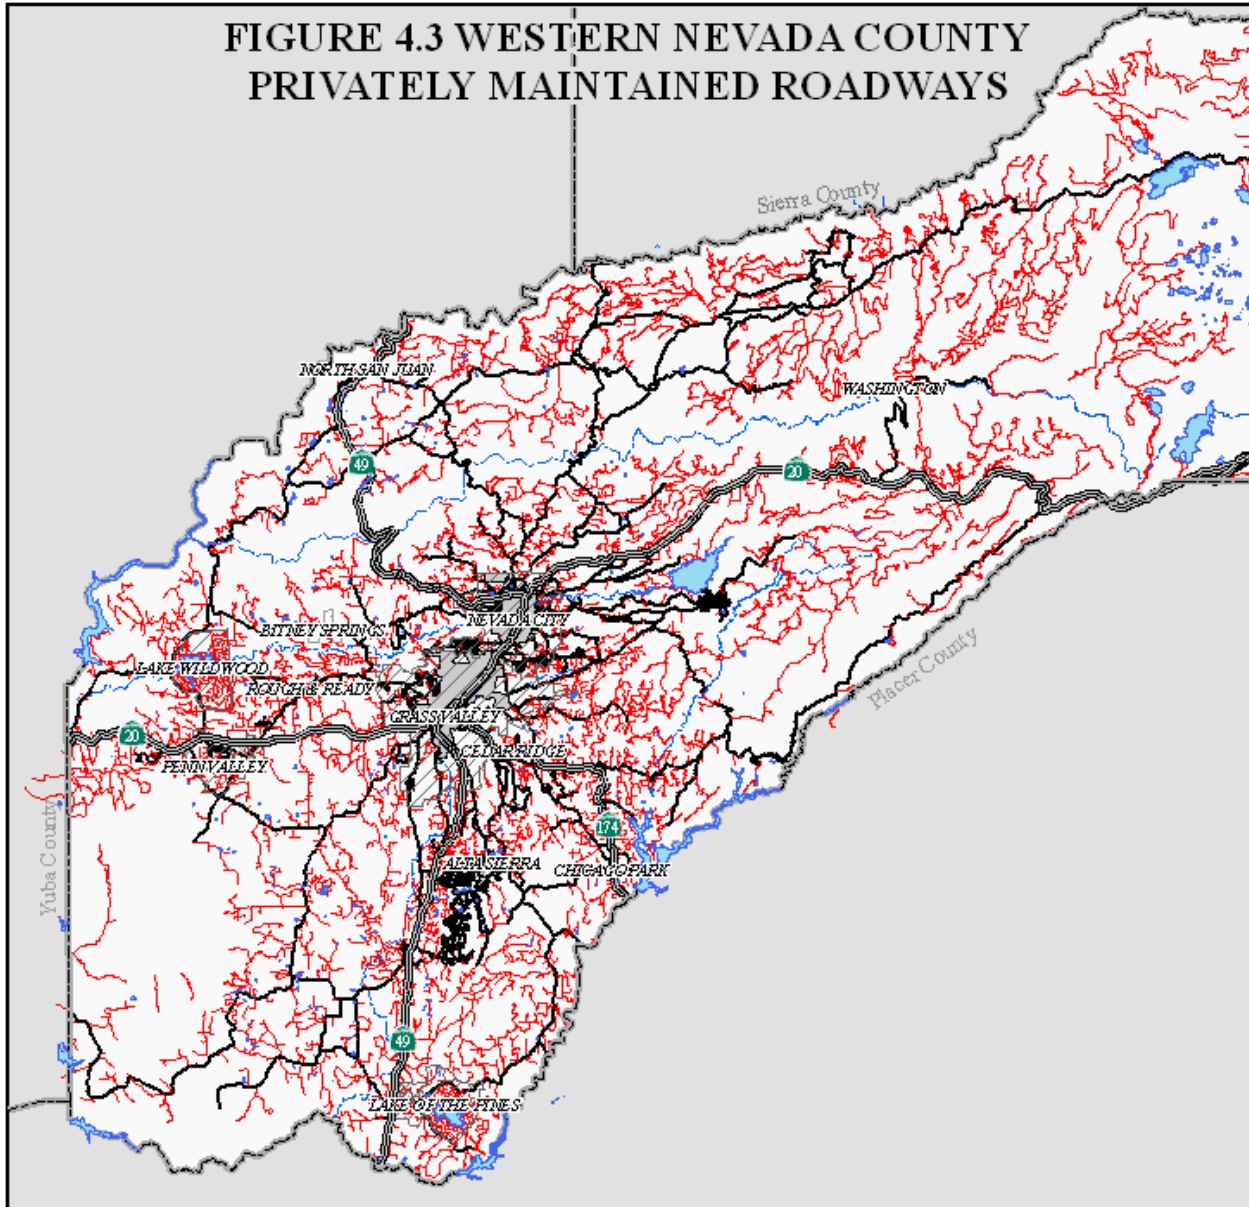 FIGURE 4.3 WESTERN NEVADA COUNTY
PRIVATELY MAINTAINED ROADWAYS
Sierra County
NORTH SAN JUAN
WASHINGTON
49
20
NEVADA CITY
BITNEY SPRINGS
LAKE WILDWOOD
ROUGH & READY
Placer County
GRASS VALLEY
20
CEDAR RIDGE
PENN VALLEY
174
Yuba County
ALTA SIERRA
CHICAGO PARK
49
LAKE OF THE PINES